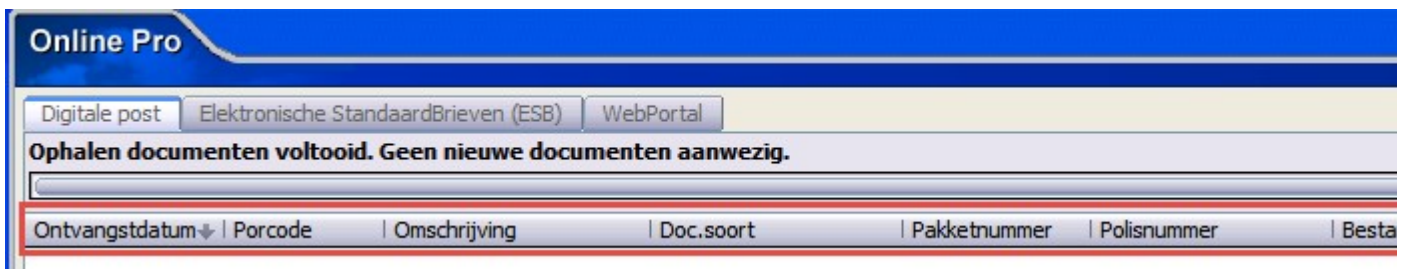 Online Pro
Digitale post Elektronische StandaardBrieven (ESB) WebPortal
Ophalen documenten voltooid. Geen nieuwe documenten aanwezig.
Ontvangstdatum Porcode Omschrijving Doc.soort Pakketnummer Polisnummer Besta